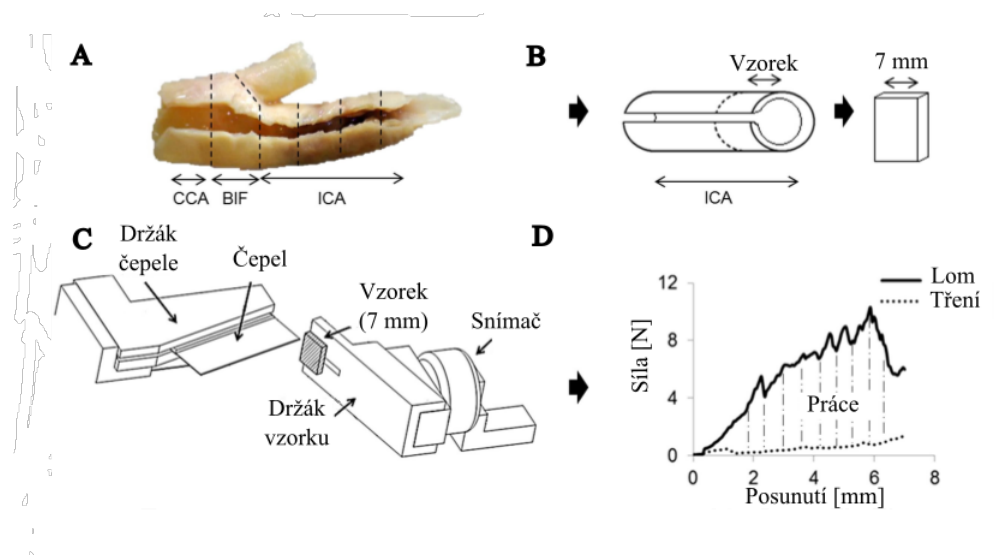 A
CCA
BIF
ICA
B
Vzorek
7 mm
ICA
C
Držák
čepele
Čepel
Vzorek
(7 mm)
Snímač
Držák
vzorku
D
Lom
Tření
Síla [N]
12
8
4
0
Práce
0
2
4
6
8
Posunutí [mm]